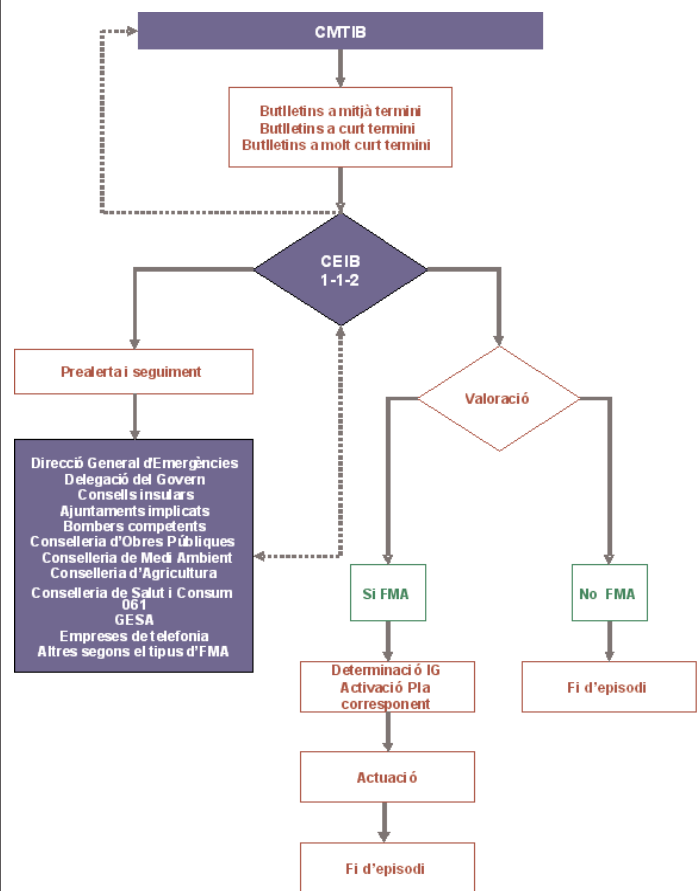 CMTIB
Butlletins a mitjà termini
Butlletins a curt termini
Butlletins a molt curt termini
CEIB
1-1-2
Prealerta i seguiment
Valoració
Direcció General d'Emergències
Delegació del Govern
Consells insulars
Ajuntaments implicats
Bombers competents
Conselleria d'Obres Públiques
Conselleria de Medi Ambient
Conselleria d'Agricultura
Conselleria de Salut i Consum
061
GESA
Empreses de telefonia
Altres segons el tipus d'FMA
Si FMA
No FMA
Determinació IG
Activació Pla
corresponent
Fi d'episodi
Actuació
Fi d'episodi